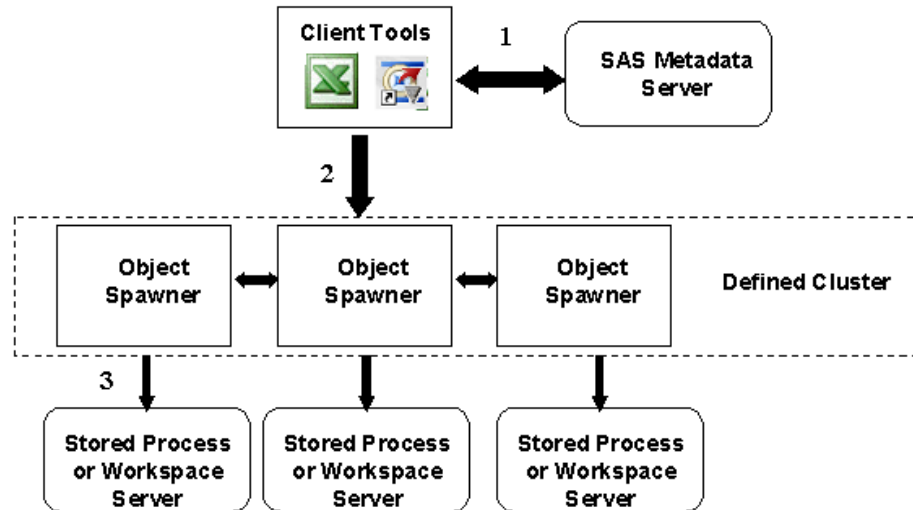 Client Tools
1
SAS Metadata
Server
2
Object
Spawner
Object
Spawner
Object
Spawner
Defined Cluster
3
Stored Process
or Workspace
Server
Stored Process
or Workspace
Server
Stored Process
or Workspace
Server